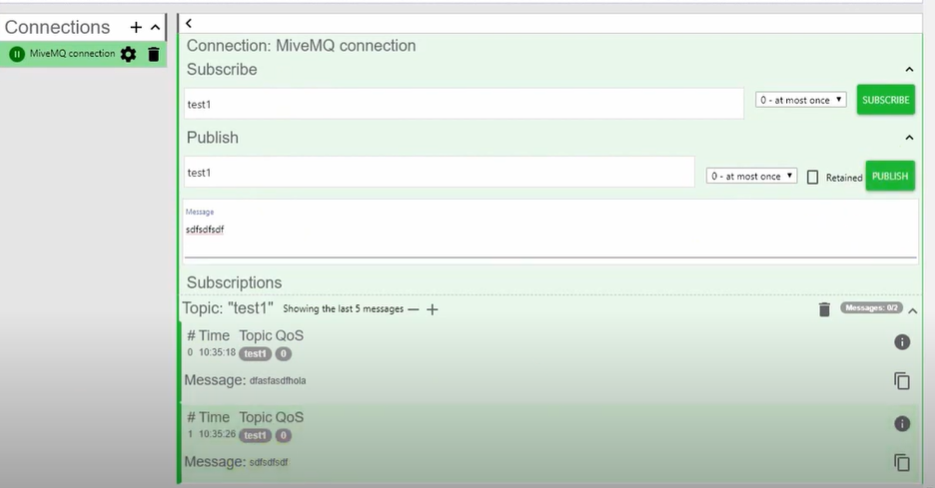 Connections
MiveMQ connection
Connection: MiveMQ connection
Subscribe
test1
0 - at most once
SUBSCRIBE
Publish
test1
0 - at most once
Retained
PUBLISH
Message
sdfsdfsdf
Subscriptions
Topic: "test1" Showing the last 5 messages
Messages: 0/2
# Time Topic QoS
0 10:35:18 test1 0
Message: dfasfasdfhola
# Time Topic QoS
1 10:35:26 test1 0
Message: sdfsdfsdf